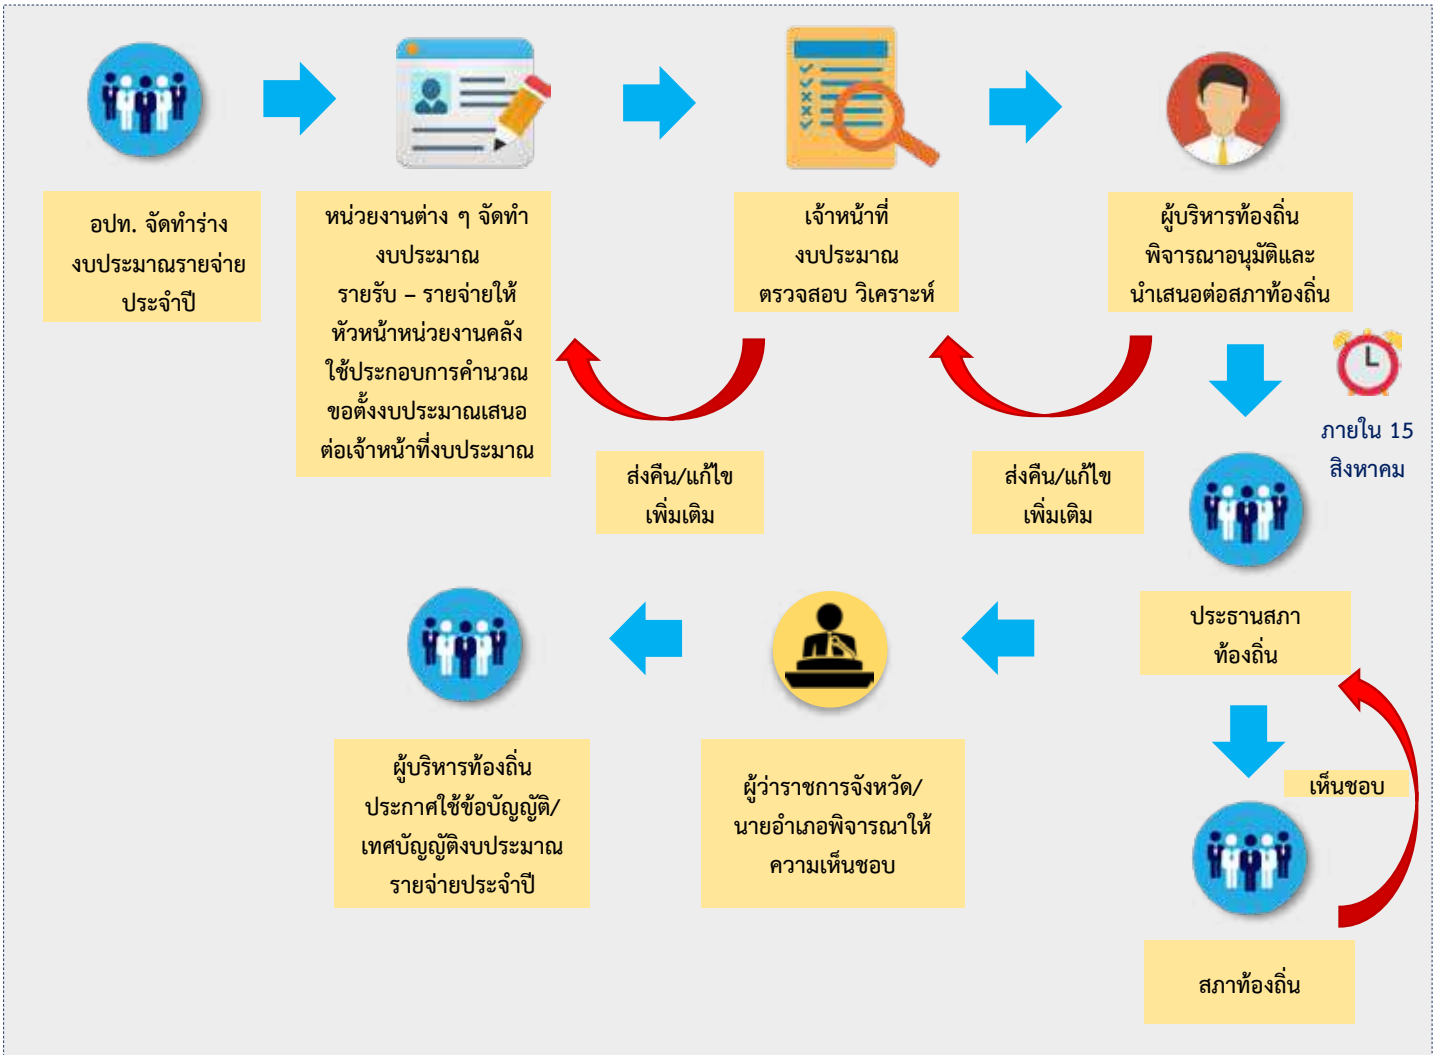 อปท. จัดทำร่าง
งบประมาณรายจ่าย
ประจำปี
หน่วยงานต่าง ๆ จัดทำ
งบประมาณ
รายรับ – รายจ่ายให้
หัวหน้าหน่วยงานคลัง
ใช้ประกอบการคำนวณ
ขอตั้งงบประมาณเสนอ
ต่อเจ้าหน้าที่งบประมาณ
เจ้าหน้าที่
งบประมาณ
ตรวจสอบ วิเคราะห์
ผู้บริหารท้องถิ่น
พิจารณาอนุมัติและ
นำเสนอต่อสภาท้องถิ่น
ส่งคืน/แก้ไข
เพิ่มเติม
ส่งคืน/แก้ไข
เพิ่มเติม
ภายใน 15
สิงหาคม
ประธานสภา
ท้องถิ่น
เห็นชอบ
สภาท้องถิ่น
ผู้ว่าราชการจังหวัด/
นายอำเภอพิจารณาให้
ความเห็นชอบ
ผู้บริหารท้องถิ่น
ประกาศใช้ข้อบัญญัติ/
เทศบัญญัติงบประมาณ
รายจ่ายประจำปี